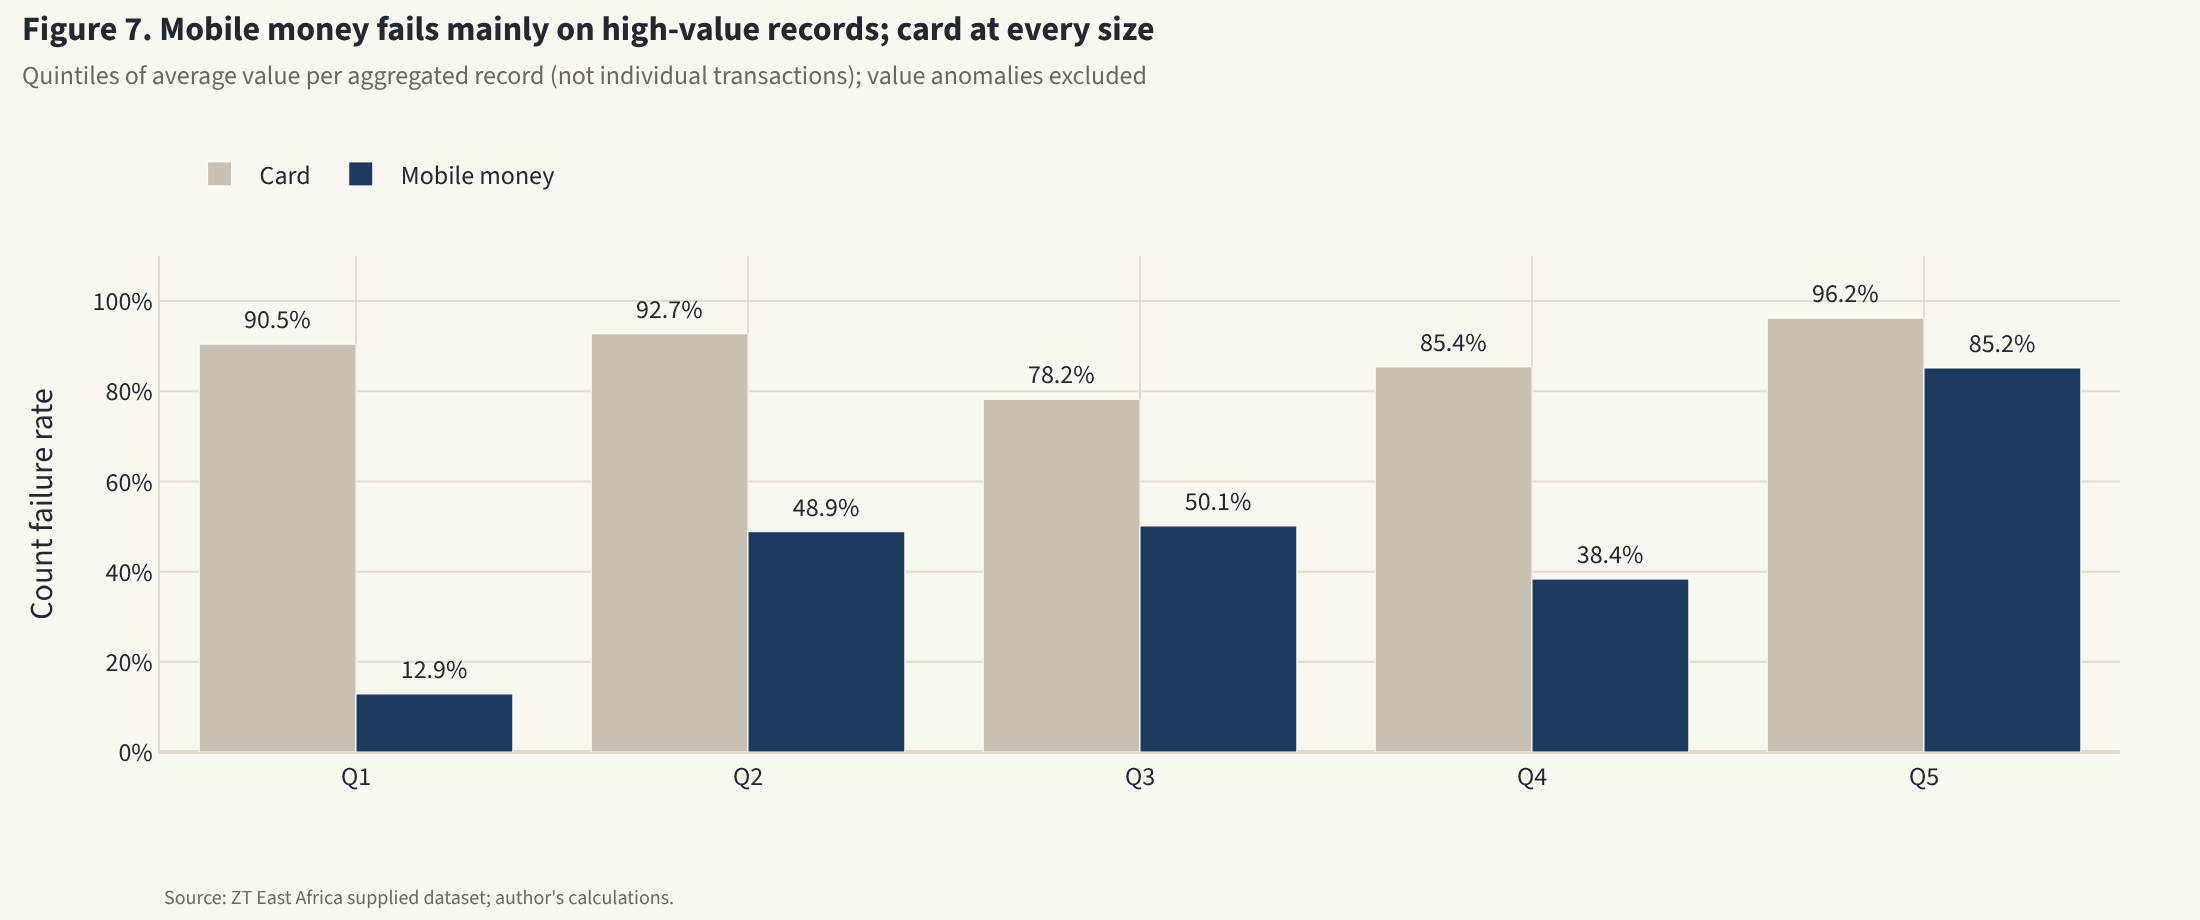 Figure 7. Mobile money fails mainly on high-value records; card at every size
Quintiles of average value per aggregated record (not individual transactions); value anomalies excluded
Card Mobile money
Count failure rate
100%
80%
60%
40%
20%
0%
90.5% 12.9%
92.7% 48.9%
78.2% 50.1%
85.4% 38.4%
96.2% 85.2%
Q1 Q2 Q3 Q4 Q5
Source: ZT East Africa supplied dataset; author's calculations.